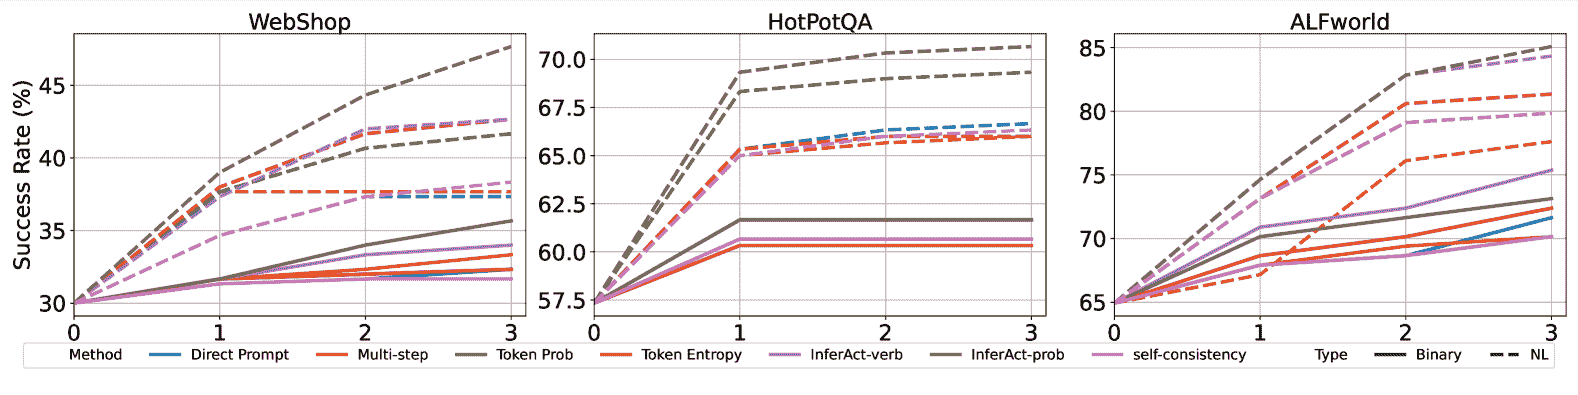 WebShop
HotPotQA
ALFworld
Success Rate (%)
45
40
35
30
0 1 2 3
70.0
67.5
65.0
62.5
60.0
57.5
0 1 2 3
85
80
75
70
65
0 1 2 3
Method Direct Prompt Multi-step Token Prob Token Entropy InferAct-verb InferAct-prob self-consistency Type Binary NL